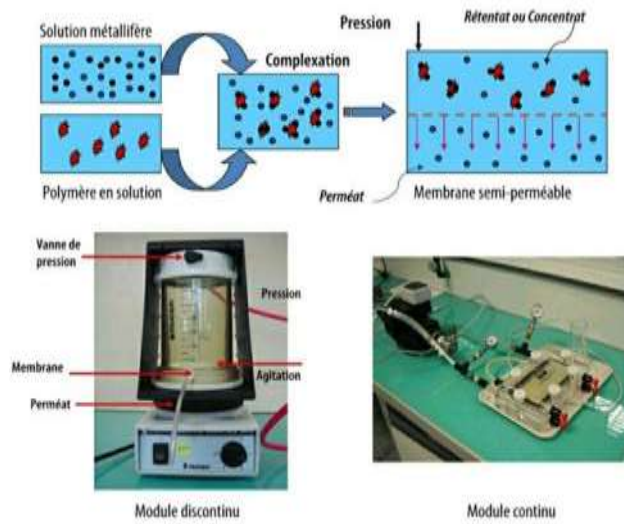 Solution métallifère
Polymère en solution
Complexation
Pression
Rétentat ou Concentrat
Perméat
Membrane semi-perméable
Vanne de
pression
Pression
Membrane
Agitation
Perméat
Module discontinu
Module continu